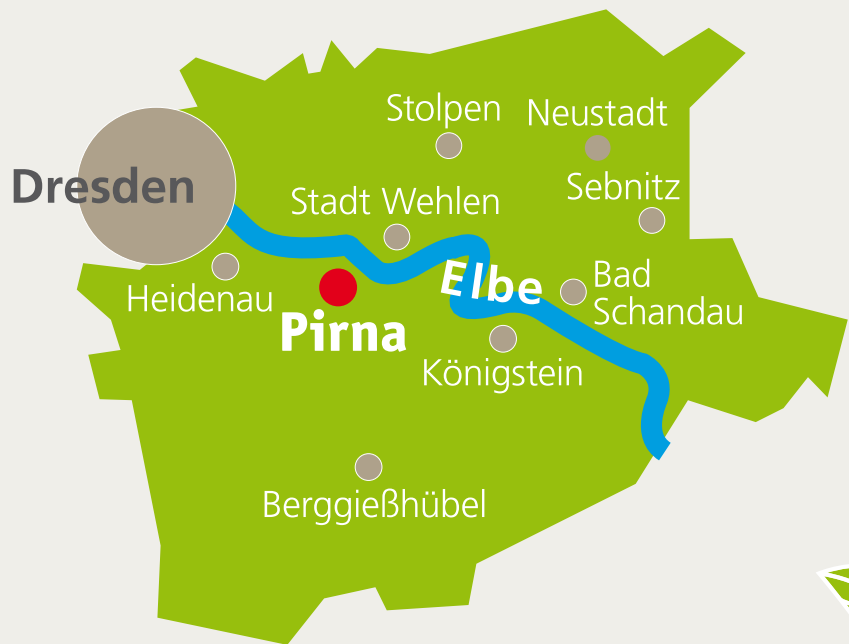 Stolpen
Neustadt
Dresden
Sebnitz
Stadt Wehlen
Elbe
Bad
Schandau
Heidenau
Pirna
Königstein
Berggießhübel